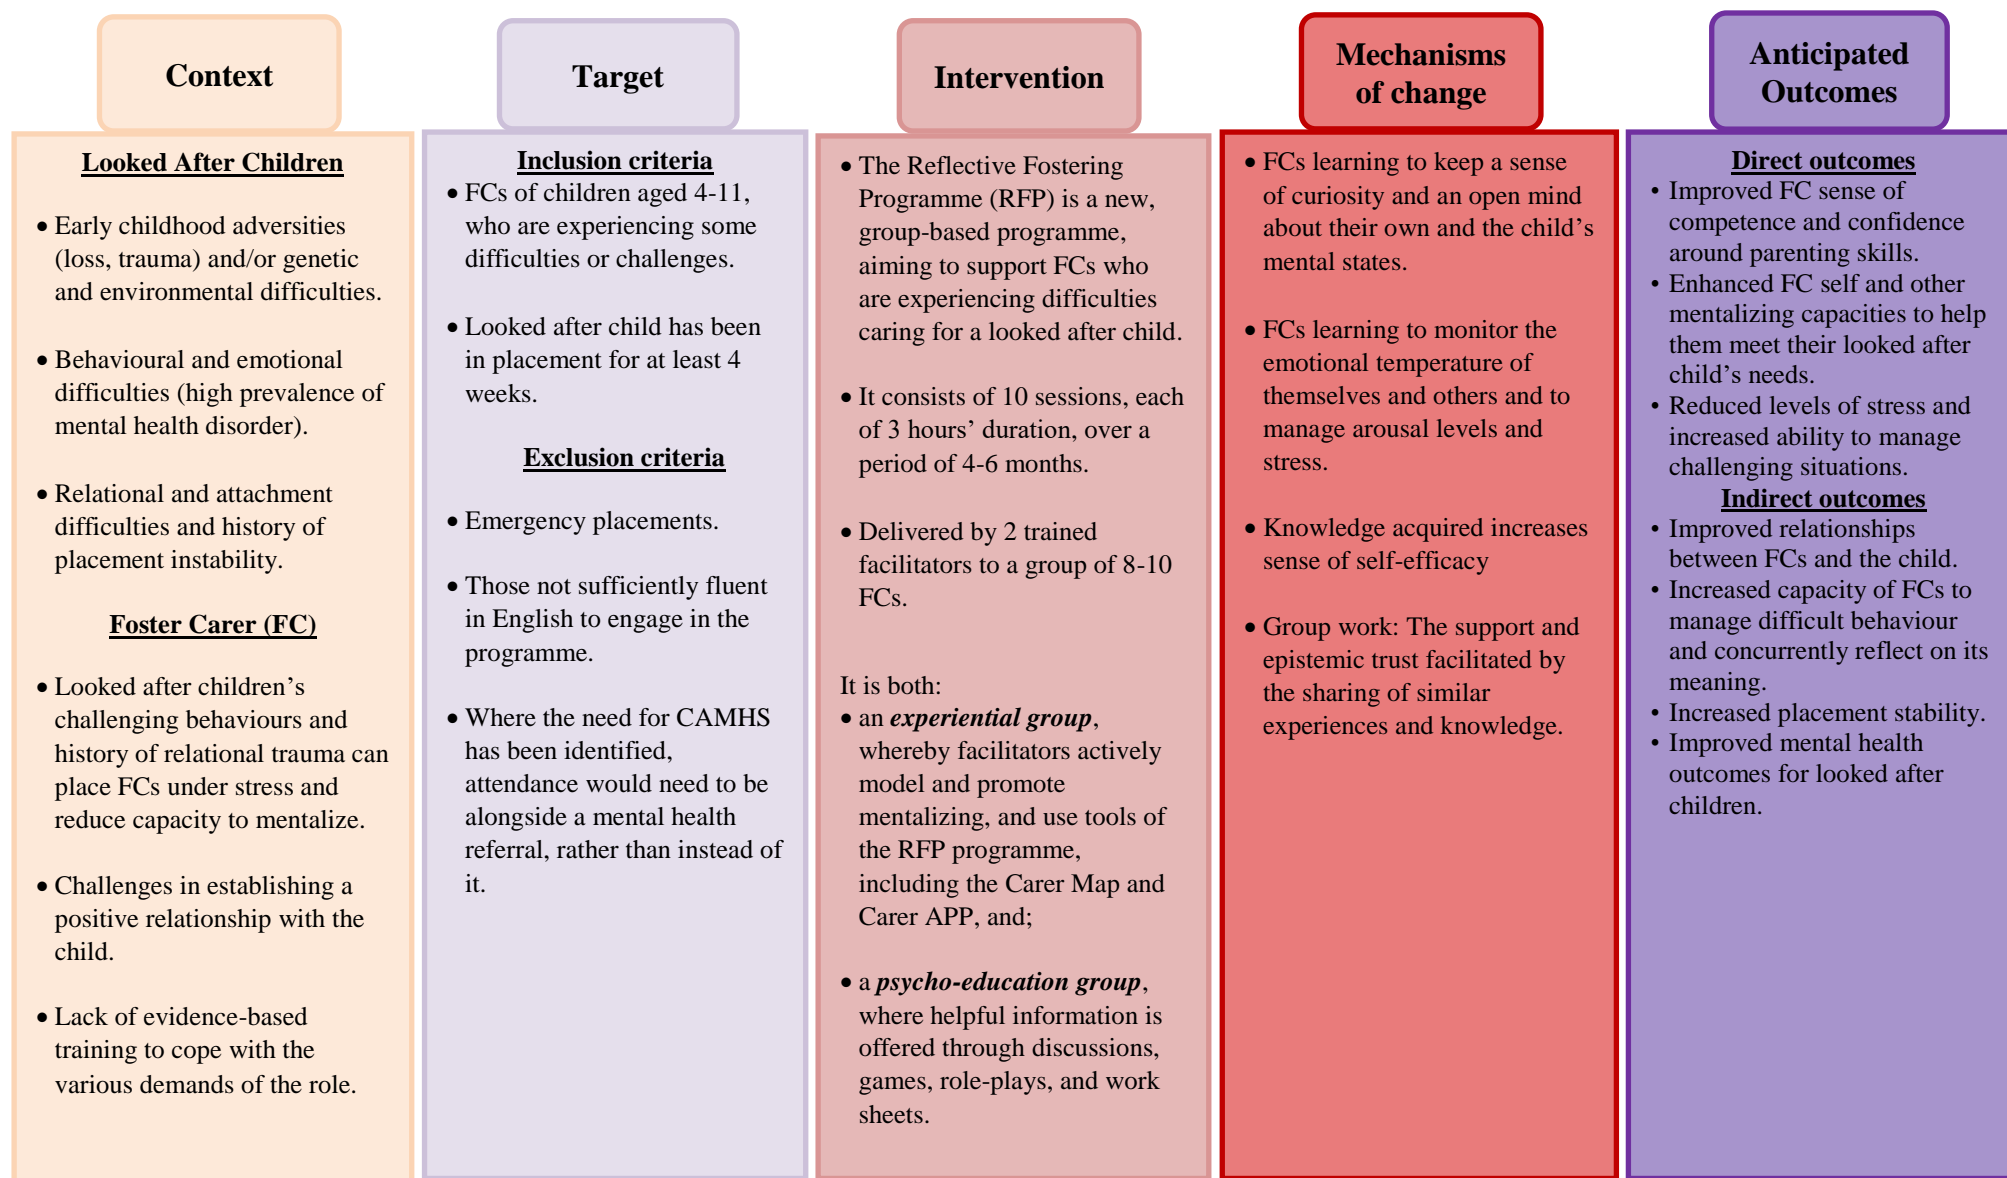 Context
Looked After Children
• Early childhood adversities
(loss, trauma) and/or genetic
and environmental difficulties.
• Behavioural and emotional
difficulties (high prevalence of
mental health disorder).
• Relational and attachment
difficulties and history of
placement instability.
Foster Carer (FC)
• Looked after children’s
challenging behaviours and
history of relational trauma can
place FCs under stress and
reduce capacity to mentalize.
• Challenges in establishing a
positive relationship with the
child.
• Lack of evidence-based
training to cope with the
various demands of the role.
Target
Inclusion criteria
• FCs of children aged 4-11,
who are experiencing some
difficulties or challenges.
• Looked after child has been
in placement for at least 4
weeks.
Exclusion criteria
• Emergency placements.
• Those not sufficiently fluent
in English to engage in the
programme.
• Where the need for CAMHS
has been identified,
attendance would need to be
alongside a mental health
referral, rather than instead of
it.
Intervention
• The Reflective Fostering
Programme (RFP) is a new,
group-based programme,
aiming to support FCs who
are experiencing difficulties
caring for a looked after child.
• It consists of 10 sessions, each
of 3 hours’ duration, over a
period of 4-6 months.
• Delivered by 2 trained
facilitators to a group of 8-10
FCs.
It is both:
• an experiential group,
whereby facilitators actively
model and promote
mentalizing, and use tools of
the RFP programme,
including the Carer Map and
Carer APP, and;
• a psycho-education group,
where helpful information is
offered through discussions,
games, role-plays, and work
sheets.
Mechanisms
of change
• FCs learning to keep a sense
of curiosity and an open mind
about their own and the child’s
mental states.
• FCs learning to monitor the
emotional temperature of
themselves and others and to
manage arousal levels and
stress.
• Knowledge acquired increases
sense of self-efficacy
• Group work: The support and
epistemic trust facilitated by
the sharing of similar
experiences and knowledge.
Anticipated
Outcomes
Direct outcomes
• Improved FC sense of
competence and confidence
around parenting skills.
• Enhanced FC self and other
mentalizing capacities to help
them meet their looked after
child’s needs.
• Reduced levels of stress and
increased ability to manage
challenging situations.
Indirect outcomes
• Improved relationships
between FCs and the child.
• Increased capacity of FCs to
manage difficult behaviour
and concurrently reflect on its
meaning.
• Increased placement stability.
• Improved mental health
outcomes for looked after
children.